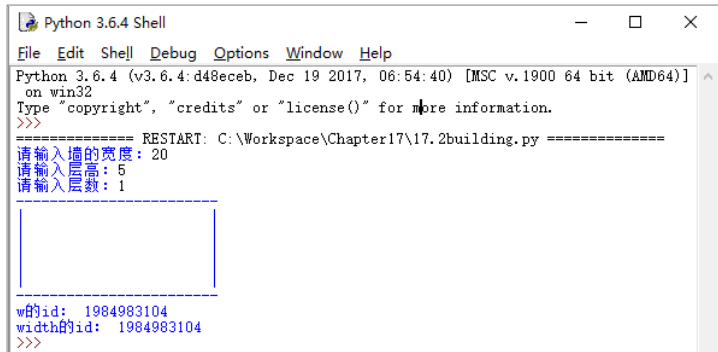 Python 3.6.4 Shell
File Edit Shell Debug Options Window Help
Python 3.6.4 (v3.6.4:d48eceb, Dec 19 2017, 06:54:40) [MSC v.1900 64 bit (AMD64)]
on win32
Type "copyright", "credits" or "license()" for more information.
>>>
============== RESTART: C:\Workspace\Chapter17\17.2building.py ==============
请输入墙的宽度：20
请输入层高：5
请输入层数：1
------------------------
|                      |
|                      |
|                      |
|                      |
|                      |
------------------------
w的id: 1984983104
width的id: 1984983104
>>>